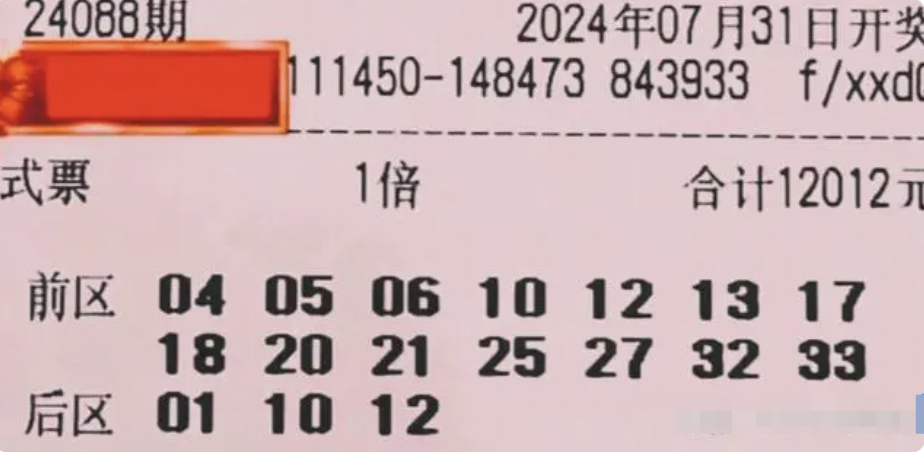 24088期 2024年07月31日开奖
111450-148473 843933 f/xxd0
式票 1倍 合计12012元
前区 04 05 06 10 12 13 17
18 20 21 25 27 32 33
后区 01 10 12